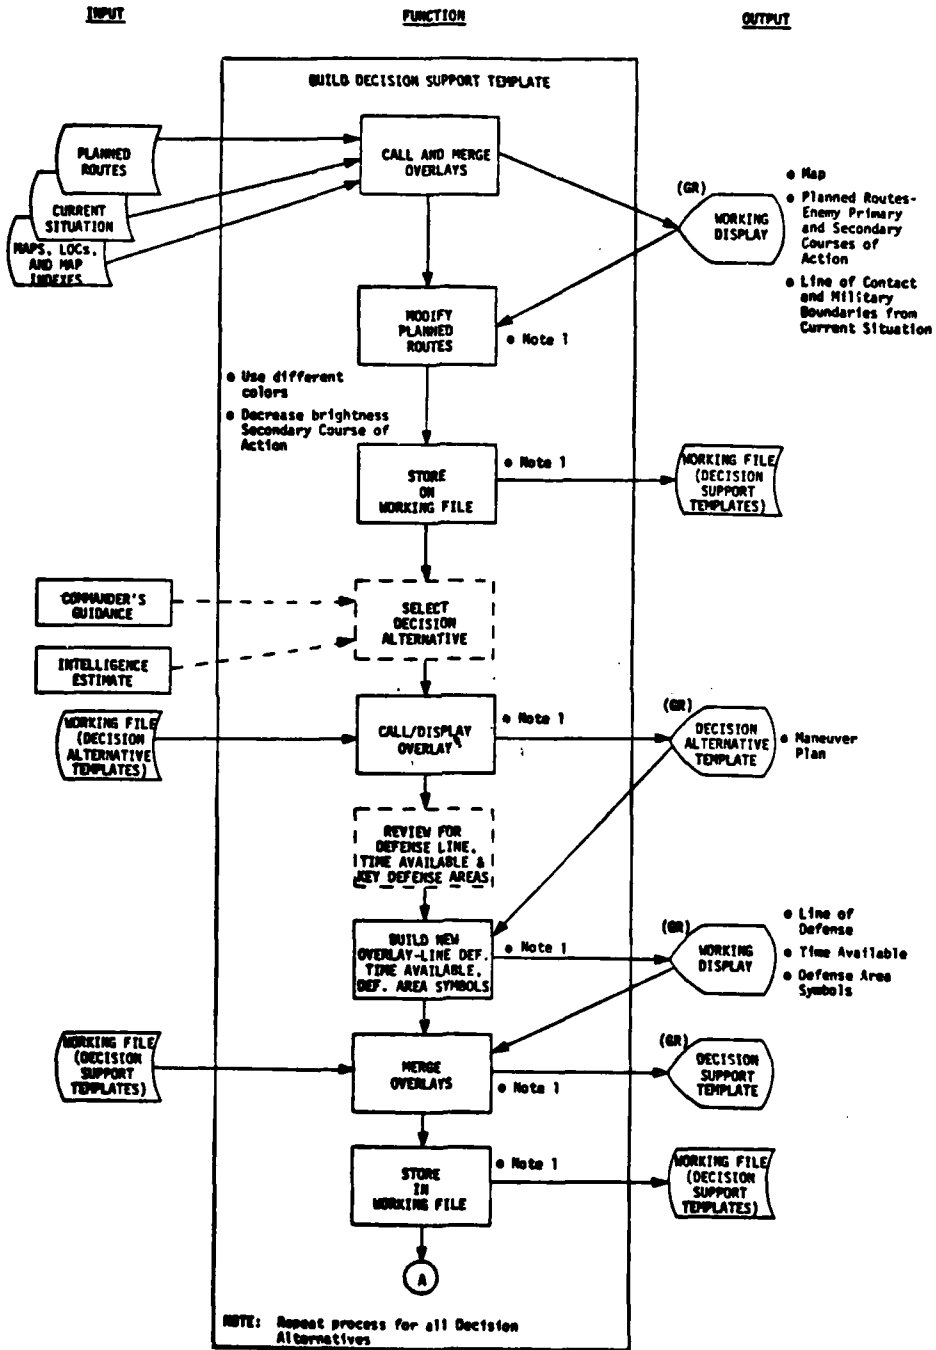 INPUT
FUNCTION
OUTPUT
BUILD DECISION SUPPORT TEMPLATE
PLANNED
ROUTES
CURRENT
SITUATION
MAPS, LOCs,
AND MAP
INDEXES
CALL AND MERGE
OVERLAYS
(GR)
WORKING
DISPLAY
● Map
● Planned Routes-
Enemy Primary
and Secondary
Courses of
Action
● Line of Contact
and Military
Boundaries from
Current Situation
MODIFY
PLANNED
ROUTES
● Note 1
● Use different
colors
● Decrease brightness
Secondary Course of
Action
STORE
ON
WORKING FILE
● Note 1
WORKING FILE
(DECISION
SUPPORT
TEMPLATES)
COMMANDER'S
GUIDANCE
INTELLIGENCE
ESTIMATE
SELECT
DECISION
ALTERNATIVE
WORKING FILE
(DECISION
ALTERNATIVE
TEMPLATES)
CALL/DISPLAY
OVERLAY
● Note 1
(GR)
DECISION
ALTERNATIVE
TEMPLATE
● Maneuver
Plan
REVIEW FOR
DEFENSE LINE,
TIME AVAILABLE &
KEY DEFENSE AREAS
BUILD NEW
OVERLAY-LINE DEF.
TIME AVAILABLE,
DEF. AREA SYMBOLS
● Note 1
(GR)
WORKING
DISPLAY
● Line of
Defense
● Time Available
● Defense Area
Symbols
WORKING FILE
(DECISION
SUPPORT
TEMPLATES)
MERGE
OVERLAYS
● Note 1
(GR)
DECISION
SUPPORT
TEMPLATE
STORE
IN
WORKING FILE
● Note 1
WORKING FILE
(DECISION
SUPPORT
TEMPLATES)
A
NOTE: Repeat process for all Decision
Alternatives